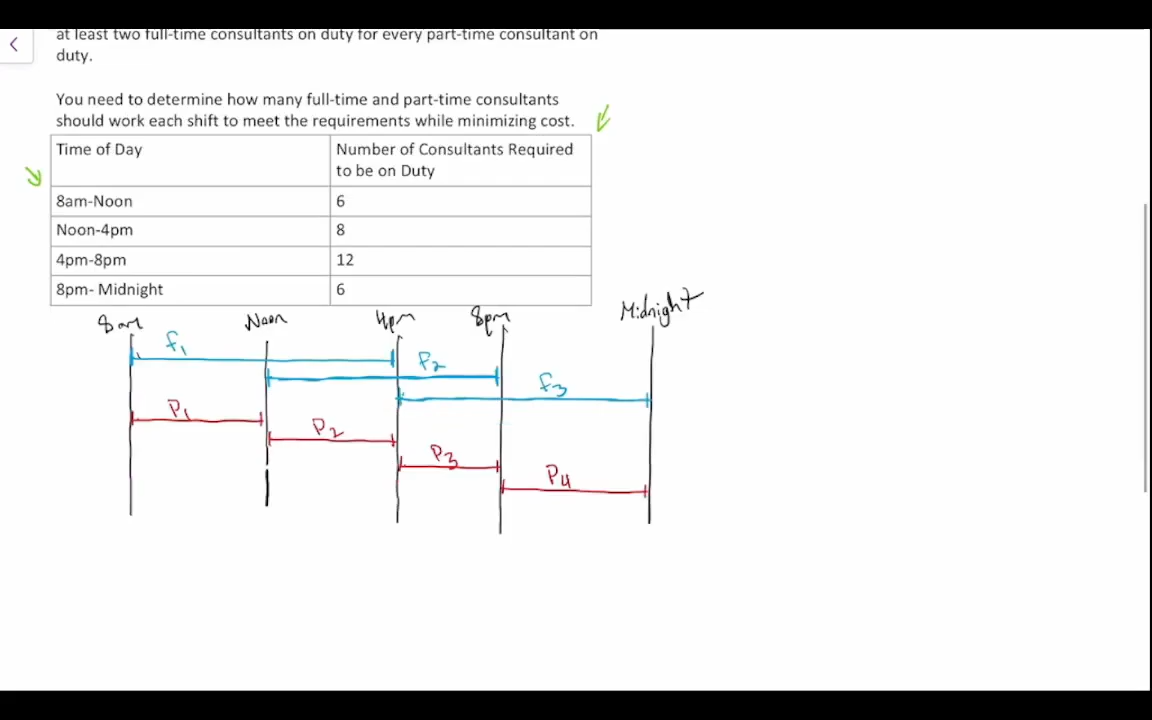 at least two full-time consultants on duty for every part-time consultant on
duty.
You need to determine how many full-time and part-time consultants
should work each shift to meet the requirements while minimizing cost.
Time of Day Number of Consultants Required
to be on Duty
8am-Noon 6
Noon-4pm 8
4pm-8pm 12
8pm- Midnight 6
8am Noon 4pm 8pm Midnight
f₁
f₂
f₃
P₁
P₂
P₃
P₄